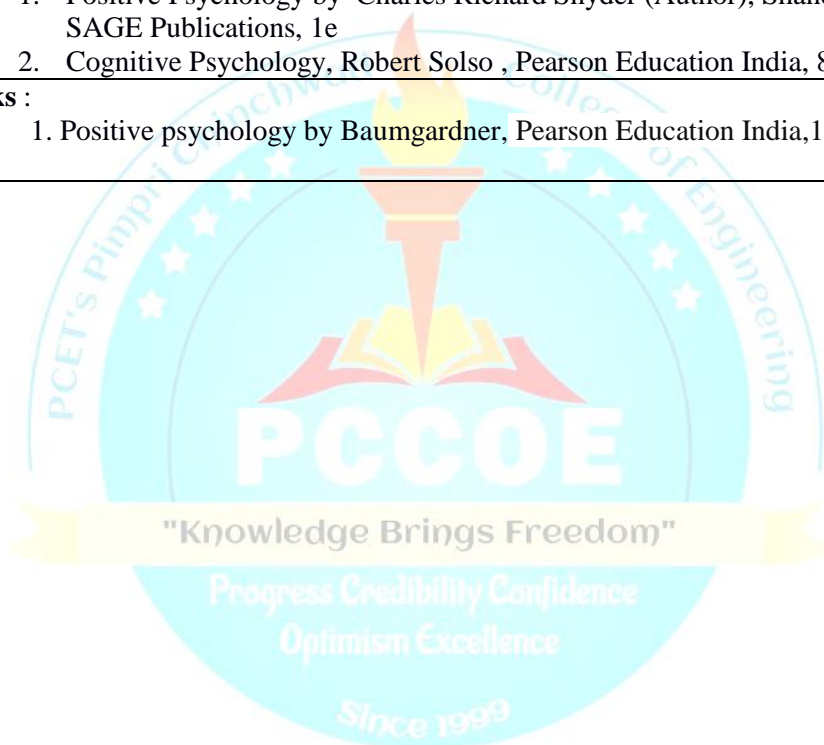 1. Positive Psychology by Charles Richard Snyder (Author), Shane
SAGE Publications, 1e
2. Cognitive Psychology, Robert Solso , Pearson Education India, 8
ks :
1. Positive psychology by Baumgardner, Pearson Education India,1
PCET's Pimpri Chinchwad College of Engineering
PCCOE
"Knowledge Brings Freedom"
Progress Credibility Confidence
Optimism Excellence
Since 1999